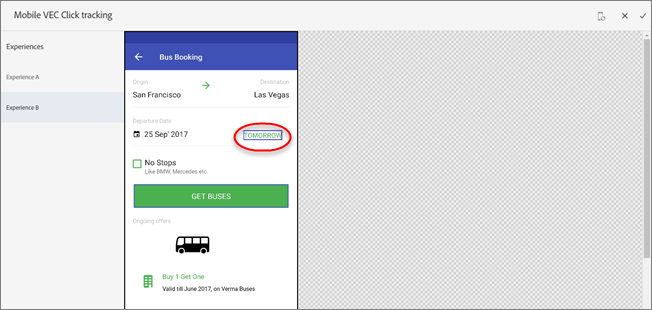 Mobile VEC Click tracking
Experiences
Experience A
Experience B
Bus Booking
Origin
Destination
San Francisco
Las Vegas
Departure Date
25 Sep' 2017
TOMORROW
No Stops
Like BMW, Mercedes etc.
GET BUSES
Ongoing offers
Buy 1 Get One
Valid till June 2017, on Verma Buses